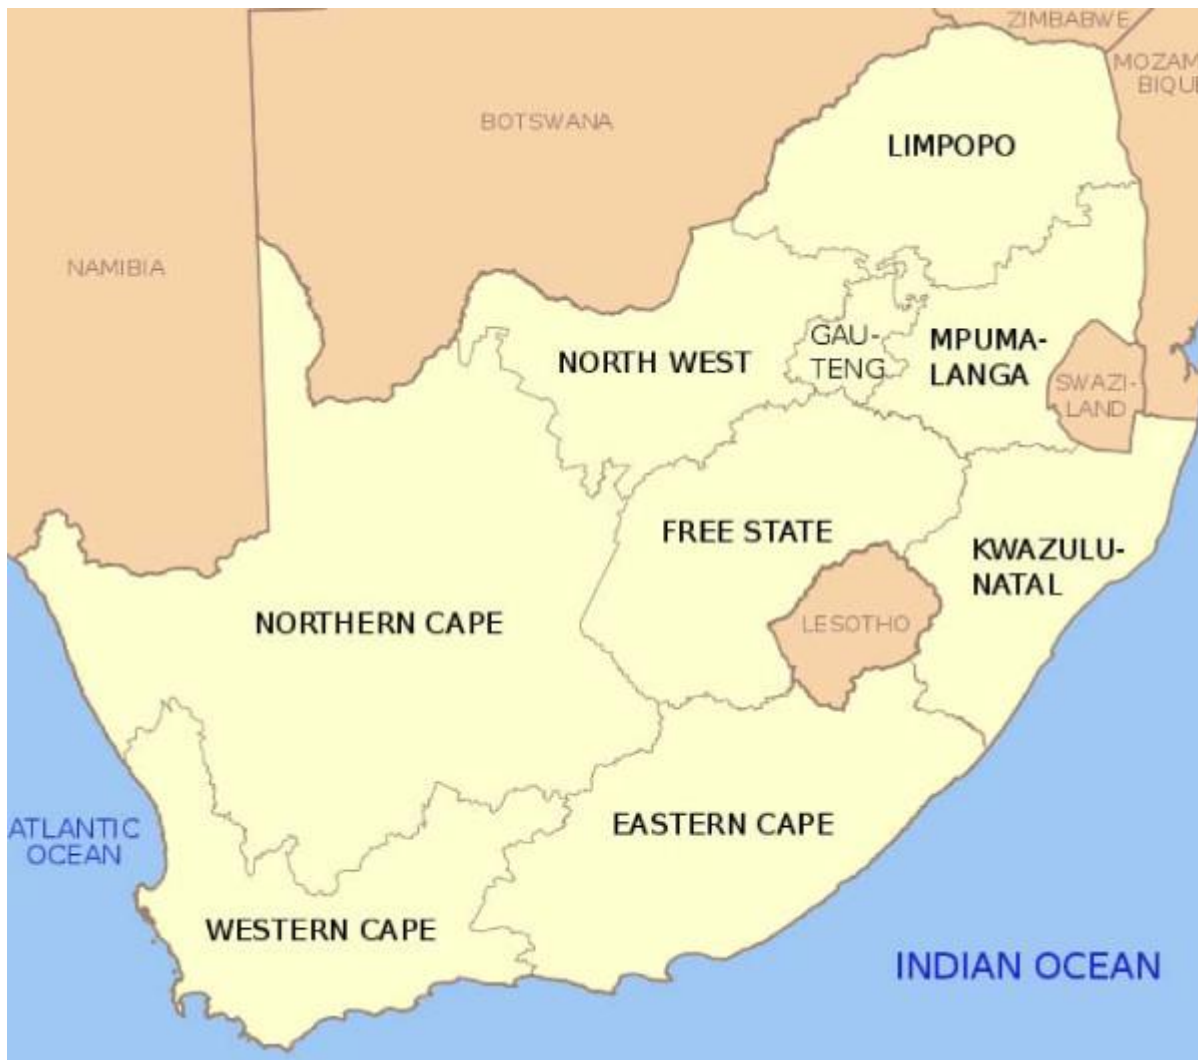 ZIMBABWE
MOZAM-
BIQUE
BOTSWANA
LIMPOPO
NAMIBIA
GAU-
TENG
MPUMA-
LANGA
NORTH WEST
SWAZI-
LAND
FREE STATE
KWAZULU-
NATAL
NORTHERN CAPE
LESOTHO
ATLANTIC
OCEAN
EASTERN CAPE
WESTERN CAPE
INDIAN OCEAN